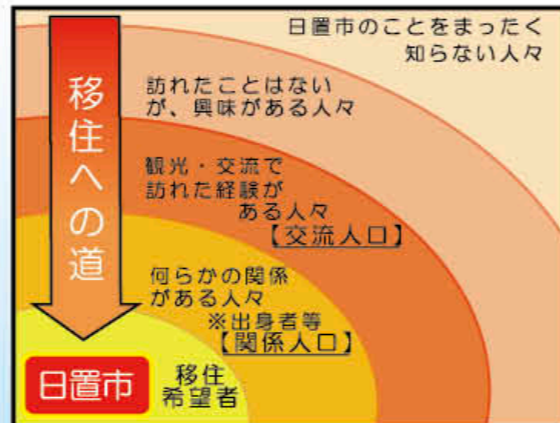 日置市のことをまったく
知らない人々
訪れたことはない
が、興味がある人々
観光・交流で
訪れた経験が
ある人々
【交流人口】
何らかの関係
がある人々
※出身者等
【関係人口】
移住への道
日置市
移住
希望者